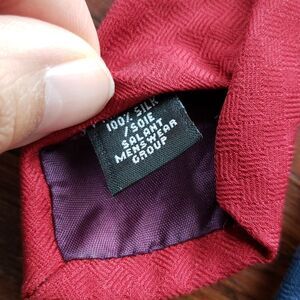 100% SILK
/SOIE
SALANT
MENSWEAR
GROUP